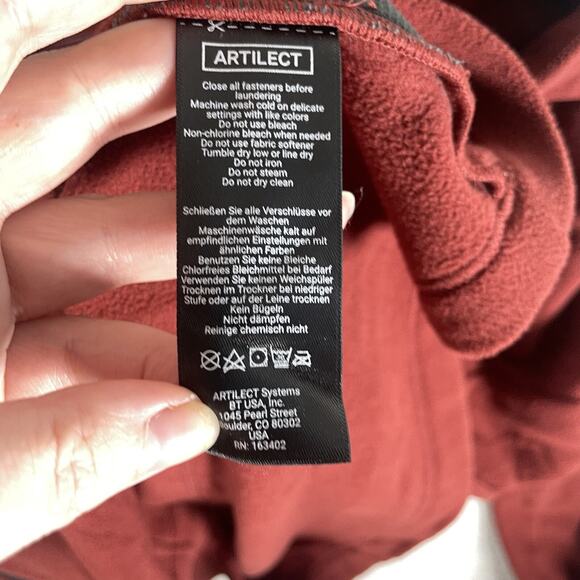 ARTILECT
Close all fasteners before
laundering
Machine wash cold on delicate
settings with like colors
Do not use bleach
Non-chlorine bleach when needed
Do not use fabric softener
Tumble dry low or line dry
Do not iron
Do not steam
Do not dry clean
Schließen Sie alle Verschlüsse vor
dem Waschen
Maschinenwäsche kalt auf
empfindlichen Einstellungen mit
ähnlichen Farben
Benutzen Sie keine Bleiche
Chlorfreies Bleichmittel bei Bedarf
Verwenden Sie keinen Weichspüler
Trocknen im Trockner bei niedriger
Stufe oder auf der Leine trocknen
Kein Bügeln
Nicht dämpfen
Reinige chemisch nicht
ARTILECT Systems
BT USA, Inc.
1045 Pearl Street
oulder, CO 80302
USA
RN: 163402